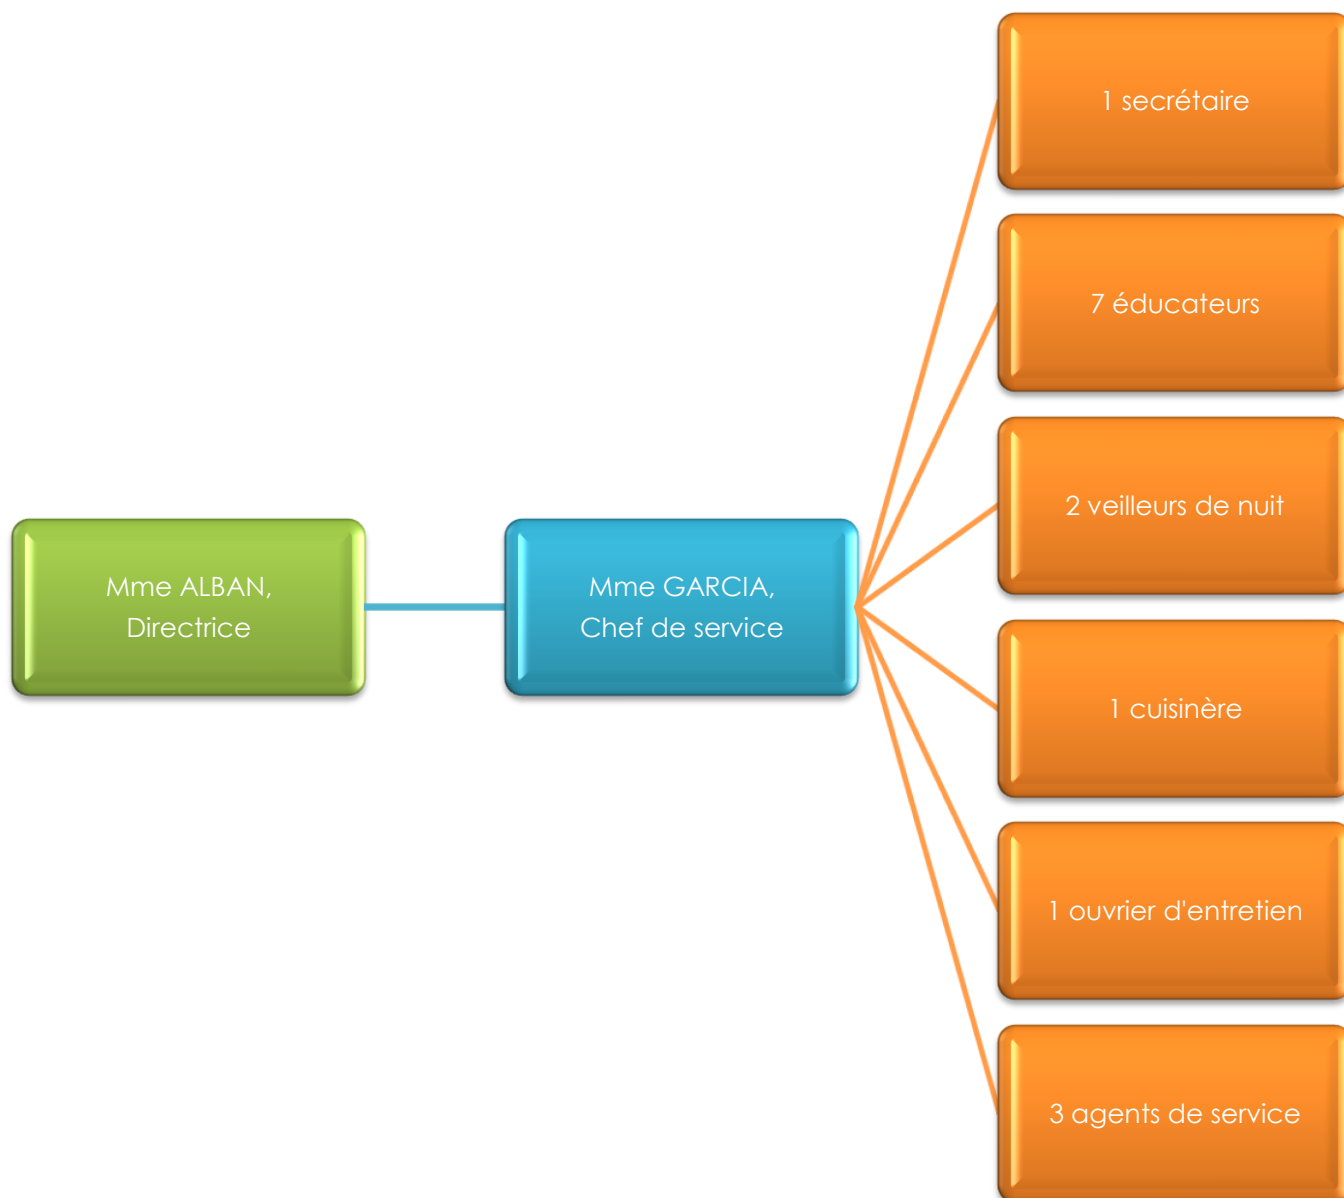 Mme ALBAN,
Directrice
Mme GARCIA,
Chef de service
1 secrétaire
7 éducateurs
2 veilleurs de nuit
1 cuisinère
1 ouvrier d'entretien
3 agents de service